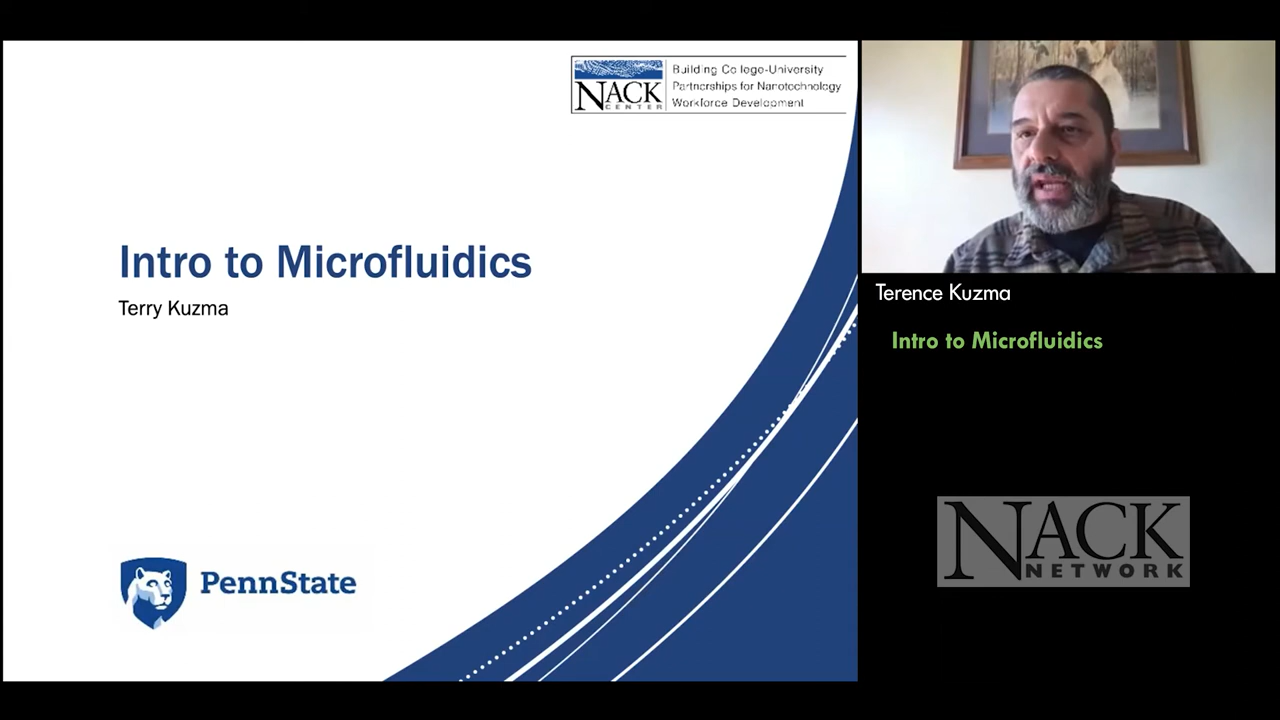 NACK
CENTER
Building College-University
Partnerships for Nanotechnology
Workforce Development
Intro to Microfluidics
Terry Kuzma
PennState
Terence Kuzma
Intro to Microfluidics
NACK
NETWORK